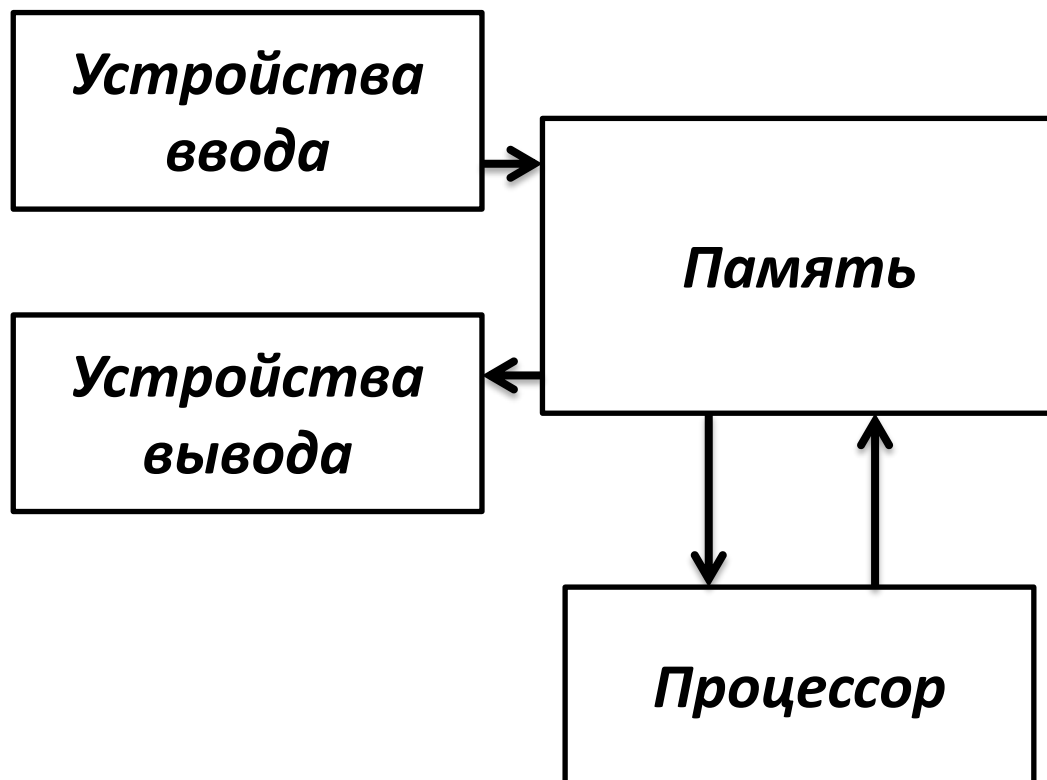 Устройства
ввода
Память
Устройства
вывода
Процессор